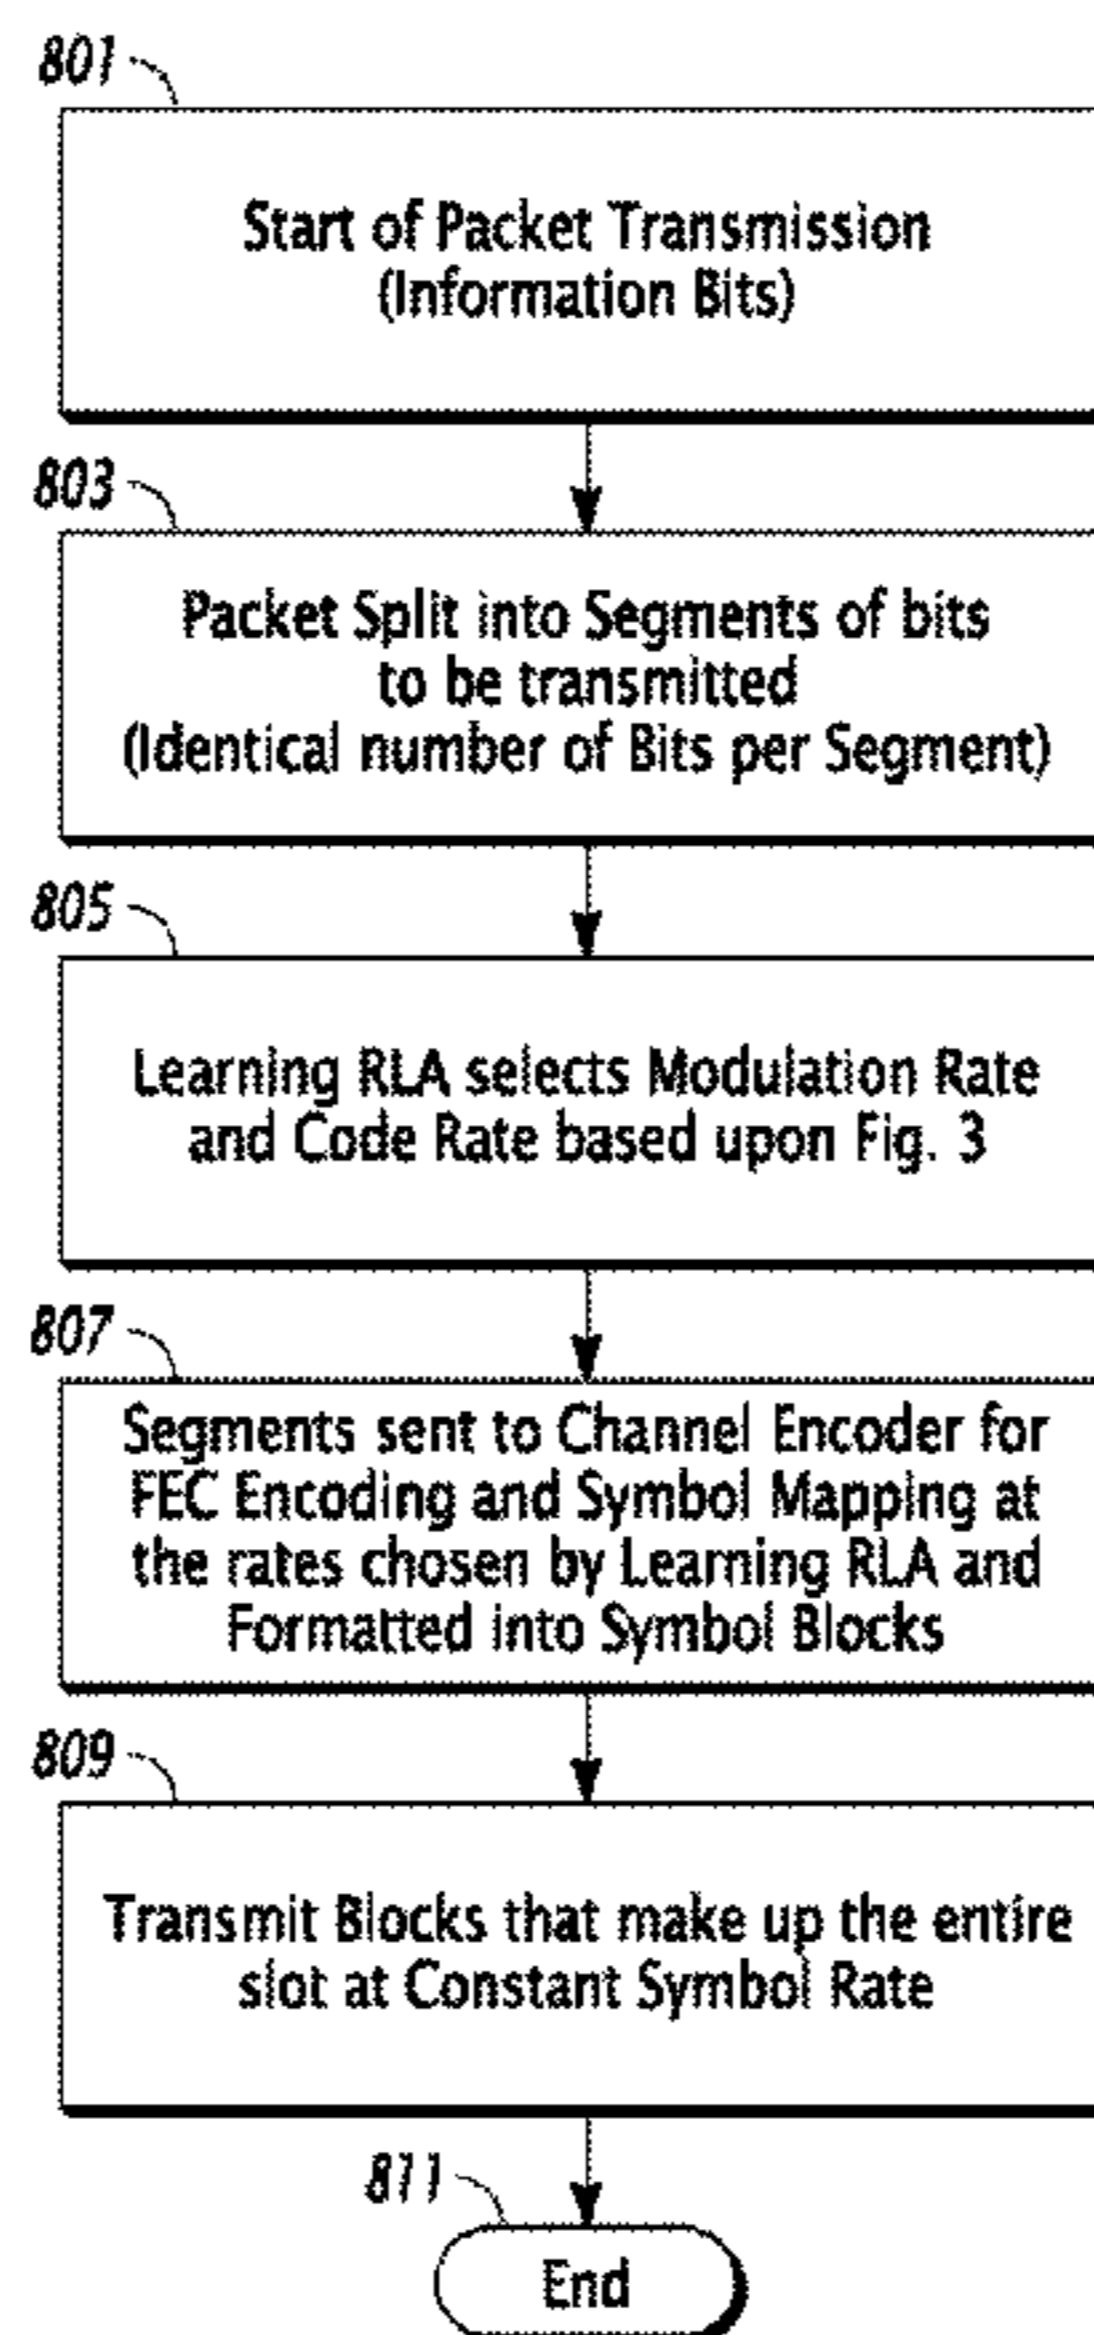 801
Start of Packet Transmission
(Information Bits)
803
Packet Split into Segments of bits
to be transmitted
(Identical number of Bits per Segment)
805
Learning RLA selects Modulation Rate
and Code Rate based upon Fig. 3
807
Segments sent to Channel Encoder for
FEC Encoding and Symbol Mapping at
the rates chosen by Learning RLA and
Formatted into Symbol Blocks
809
Transmit Blocks that make up the entire
slot at Constant Symbol Rate
811
End